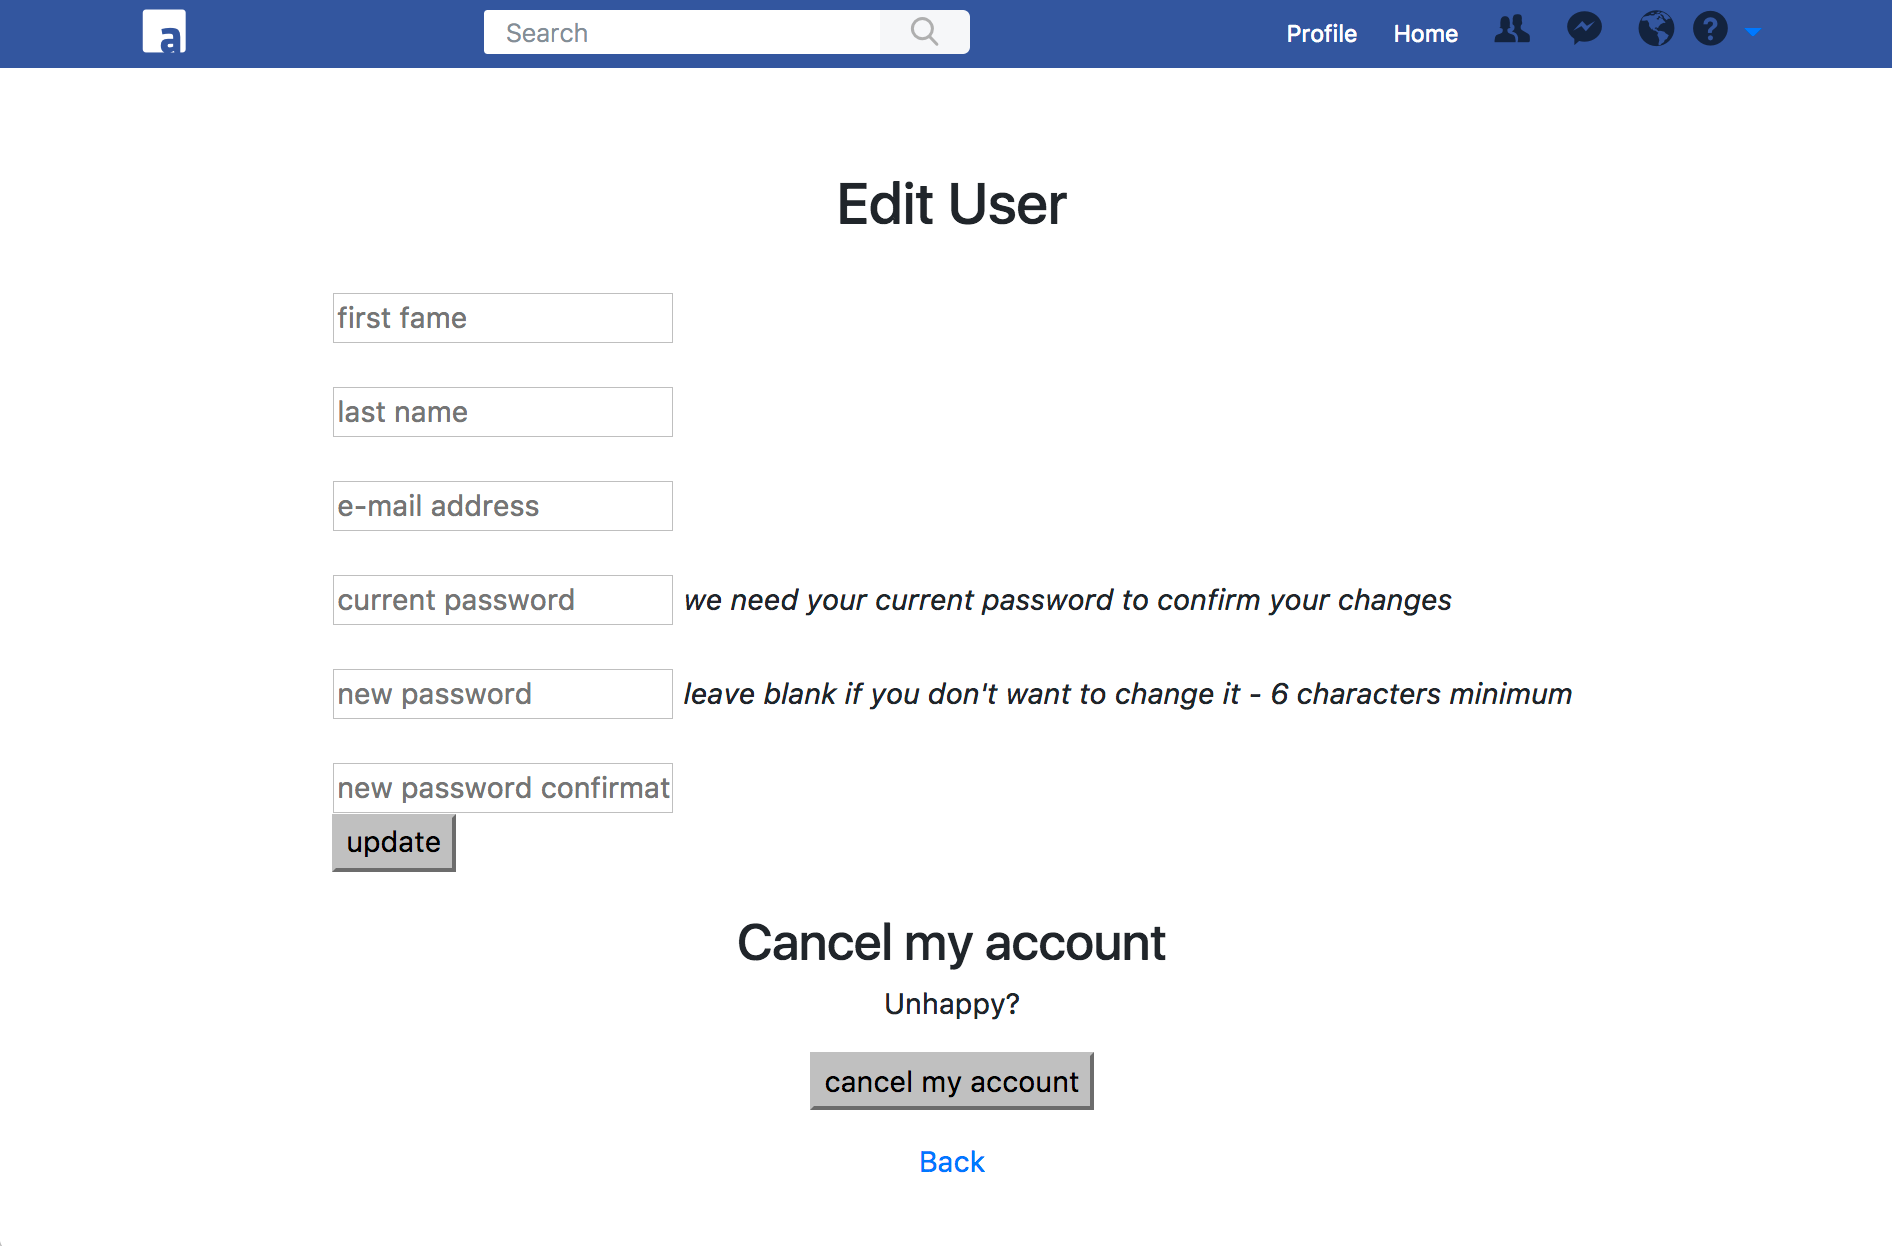 a
Search
Profile
Home
?
Edit User
first fame
last name
e-mail address
current password we need your current password to confirm your changes
new password leave blank if you don't want to change it - 6 characters minimum
new password confirmat
update
Cancel my account
Unhappy?
cancel my account
Back